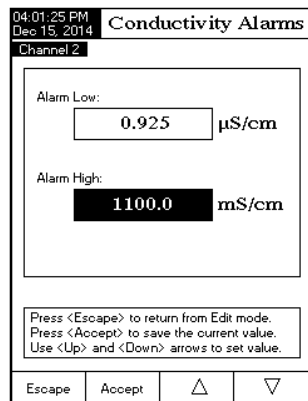 04:01:25 PM
Dec 15, 2014
Conductivity Alarms
Channel 2
Alarm Low:
0.925 µS/cm
Alarm High:
1100.0 mS/cm
Press <Escape> to return from Edit mode.
Press <Accept> to save the current value.
Use <Up> and <Down> arrows to set value.
Escape Accept △ ▽